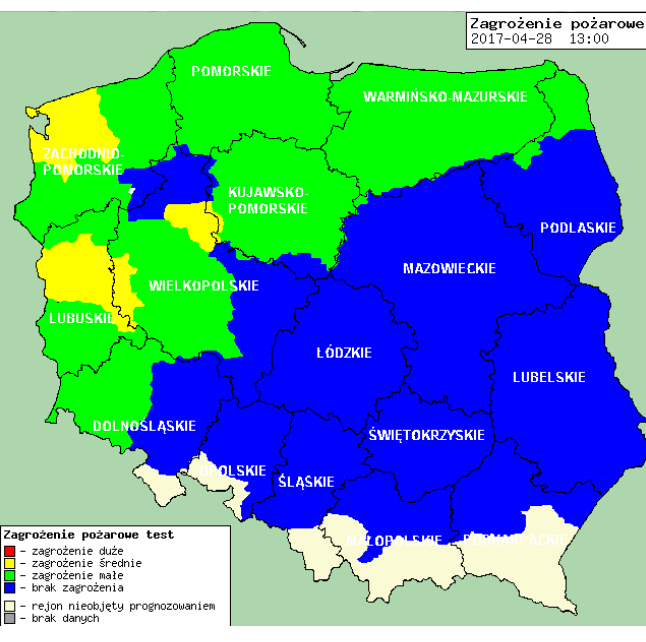 Zagrożenie pożarowe
2017-04-28 13:00
POMORSKIE
WARMIŃSKO-MAZURSKIE
ZACHODNIO-
POMORSKIE
KUJAWSKO-
POMORSKIE
PODLASKIE
MAZOWIECKIE
WIELKOPOLSKIE
LUBUSKIE
ŁÓDZKIE
LUBELSKIE
DOLNOŚLĄSKIE
ŚWIĘTOKRZYSKIE
OPOLSKIE
ŚLĄSKIE
MAŁOPOLSKIE
PODKARPACKIE
Zagrożenie pożarowe test
- zagrożenie duże
- zagrożenie średnie
- zagrożenie małe
- brak zagrożenia
- rejon nieobjęty prognozowaniem
- brak danych